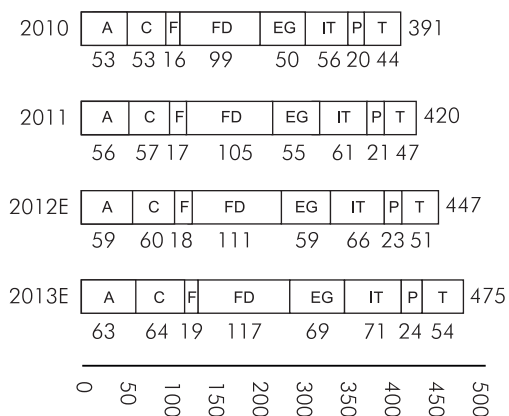 2010 A C F FD EG IT P T 391
53 53 16 99 50 56 20 44
2011 A C F FD EG IT P T 420
56 57 17 105 55 61 21 47
2012E A C F FD EG IT P T 447
59 60 18 111 59 66 23 51
2013E A C F FD EG IT P T 475
63 64 19 117 69 71 24 54
0 50 100 150 200 250 300 350 400 450 500